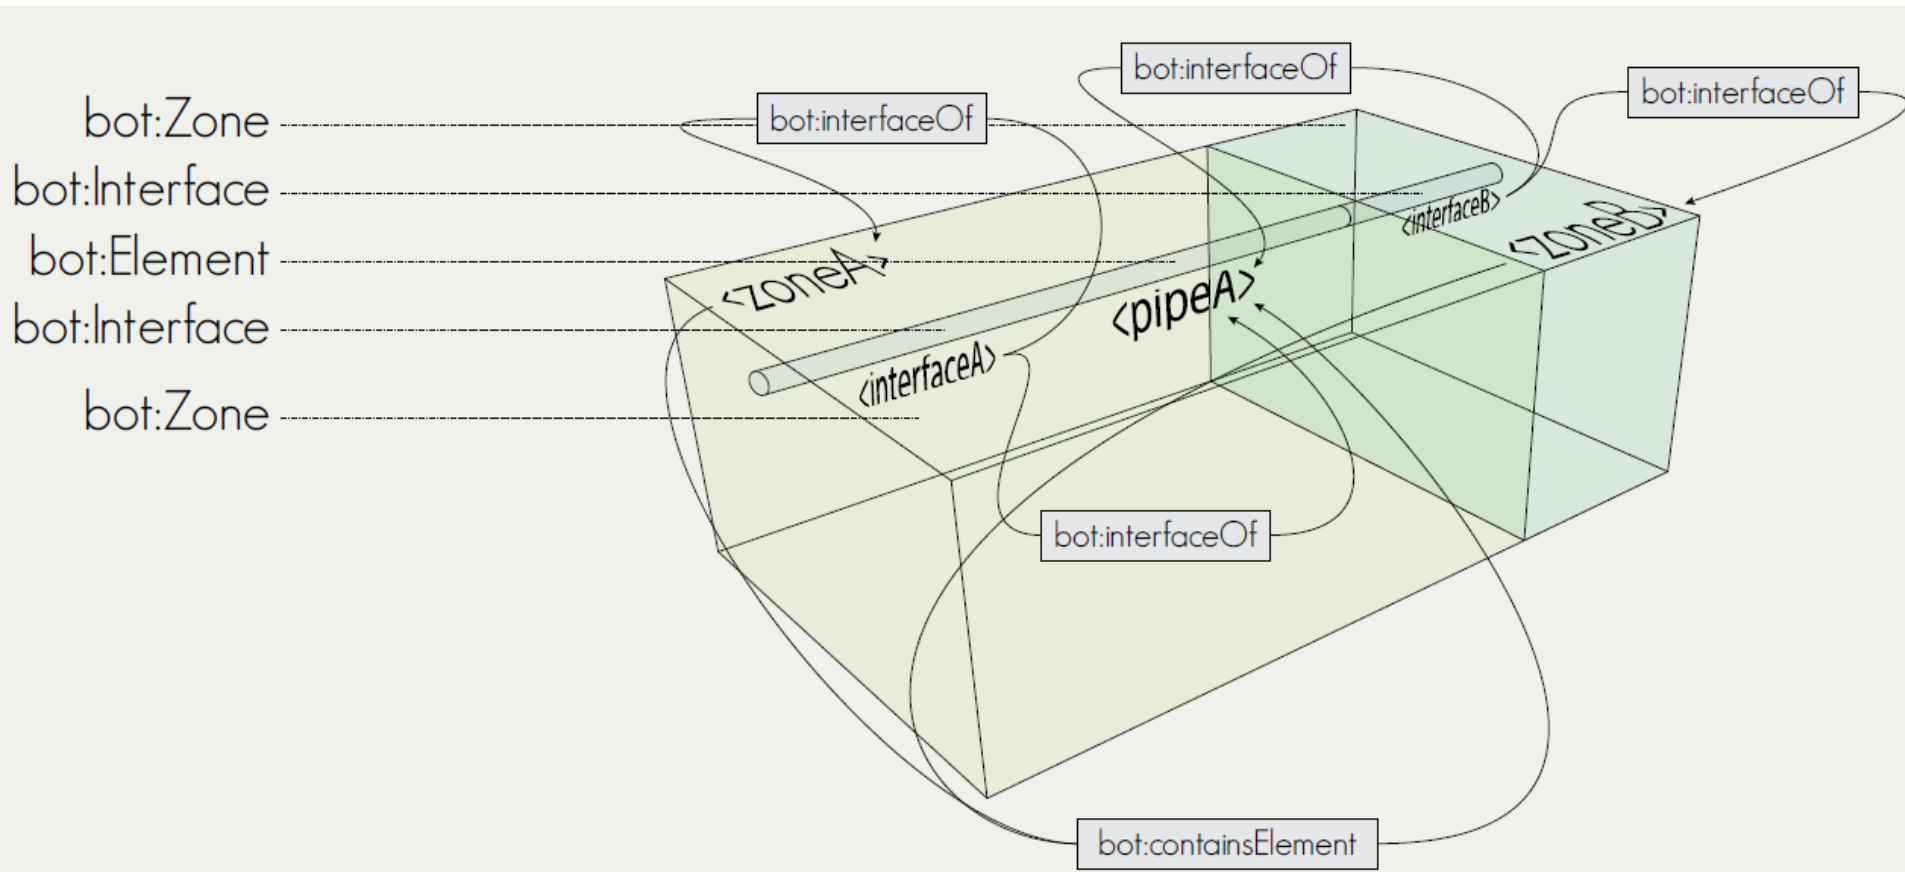 bot:Zone
bot:Interface
bot:Element
bot:Interface
bot:Zone
bot:interfaceOf
bot:interfaceOf
bot:interfaceOf
<zoneA>
<interfaceB>
<zoneB>
<pipeA>
<interfaceA>
bot:interfaceOf
bot:containsElement